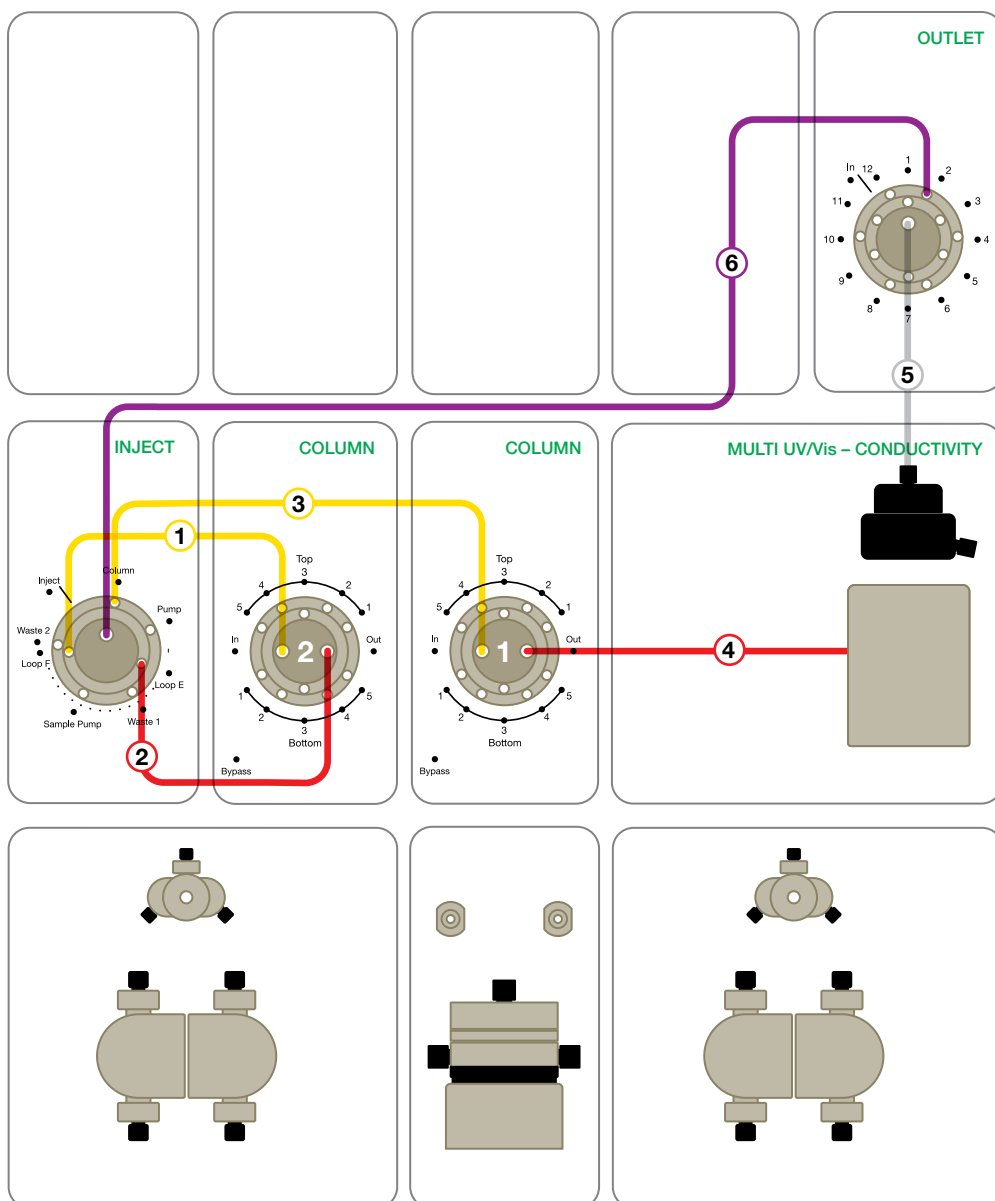 OUTLET
1
2
3
4
5
6
7
8
9
10
11
In
12
6
5
INJECT
COLUMN
COLUMN
MULTI UV/Vis – CONDUCTIVITY
3
1
Inject
Column
Pump
Waste 2
Loop F
Loop E
Sample Pump
Waste 1
2
Top
5
4
3
2
1
In
2
Out
1
2
3
4
5
Bottom
Bypass
Top
5
4
3
2
1
In
1
Out
1
2
3
4
5
Bottom
Bypass
4